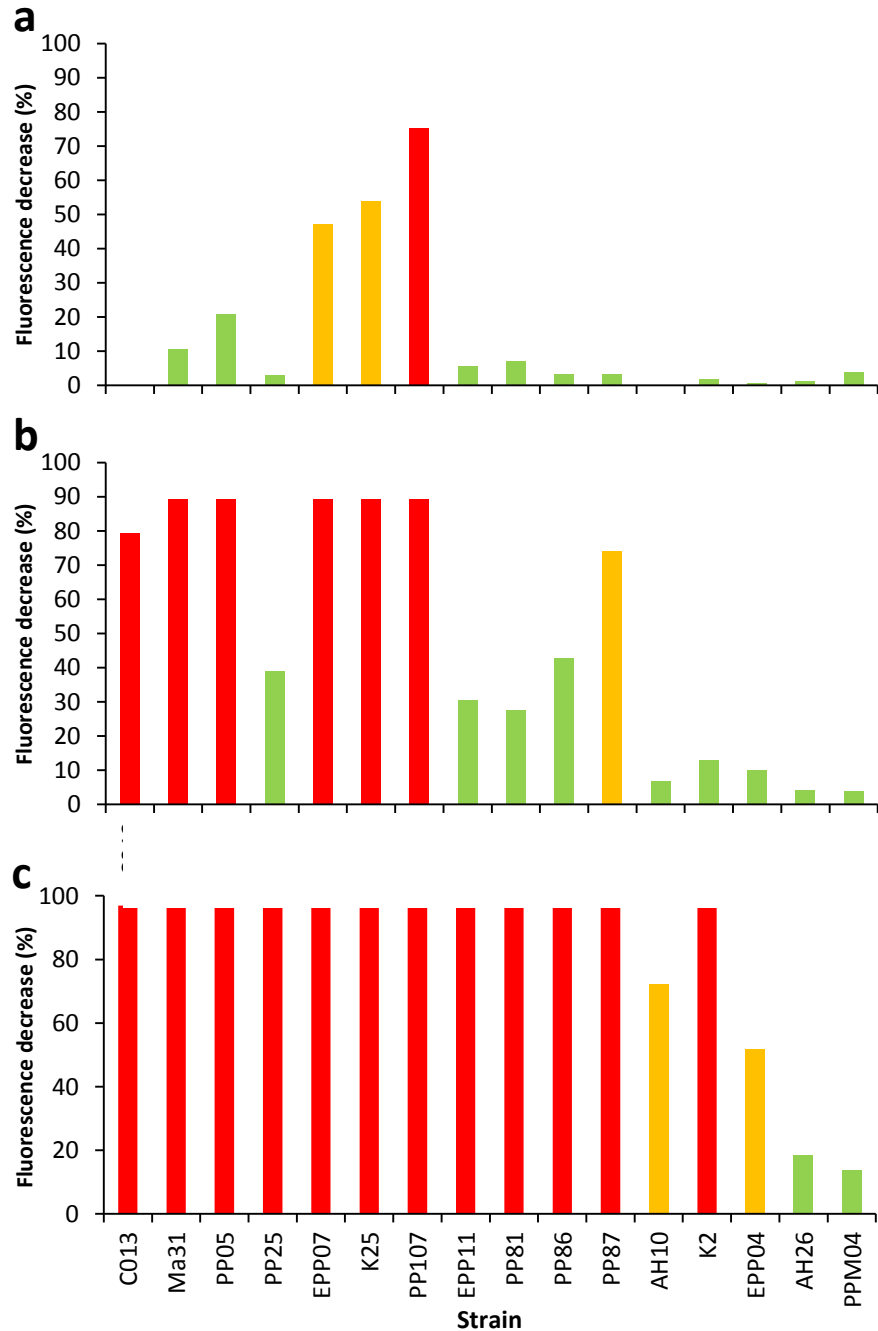 a
Fluorescence decrease (%)
100
90
80
70
60
50
40
30
20
10
0
b
Fluorescence decrease (%)
100
90
80
70
60
50
40
30
20
10
0
c
Fluorescence decrease (%)
100
80
60
40
20
0
C013
Ma31
PP05
PP25
EPP07
K25
PP107
EPP11
PP81
PP86
PP87
AH10
K2
EPP04
AH26
PPM04
Strain